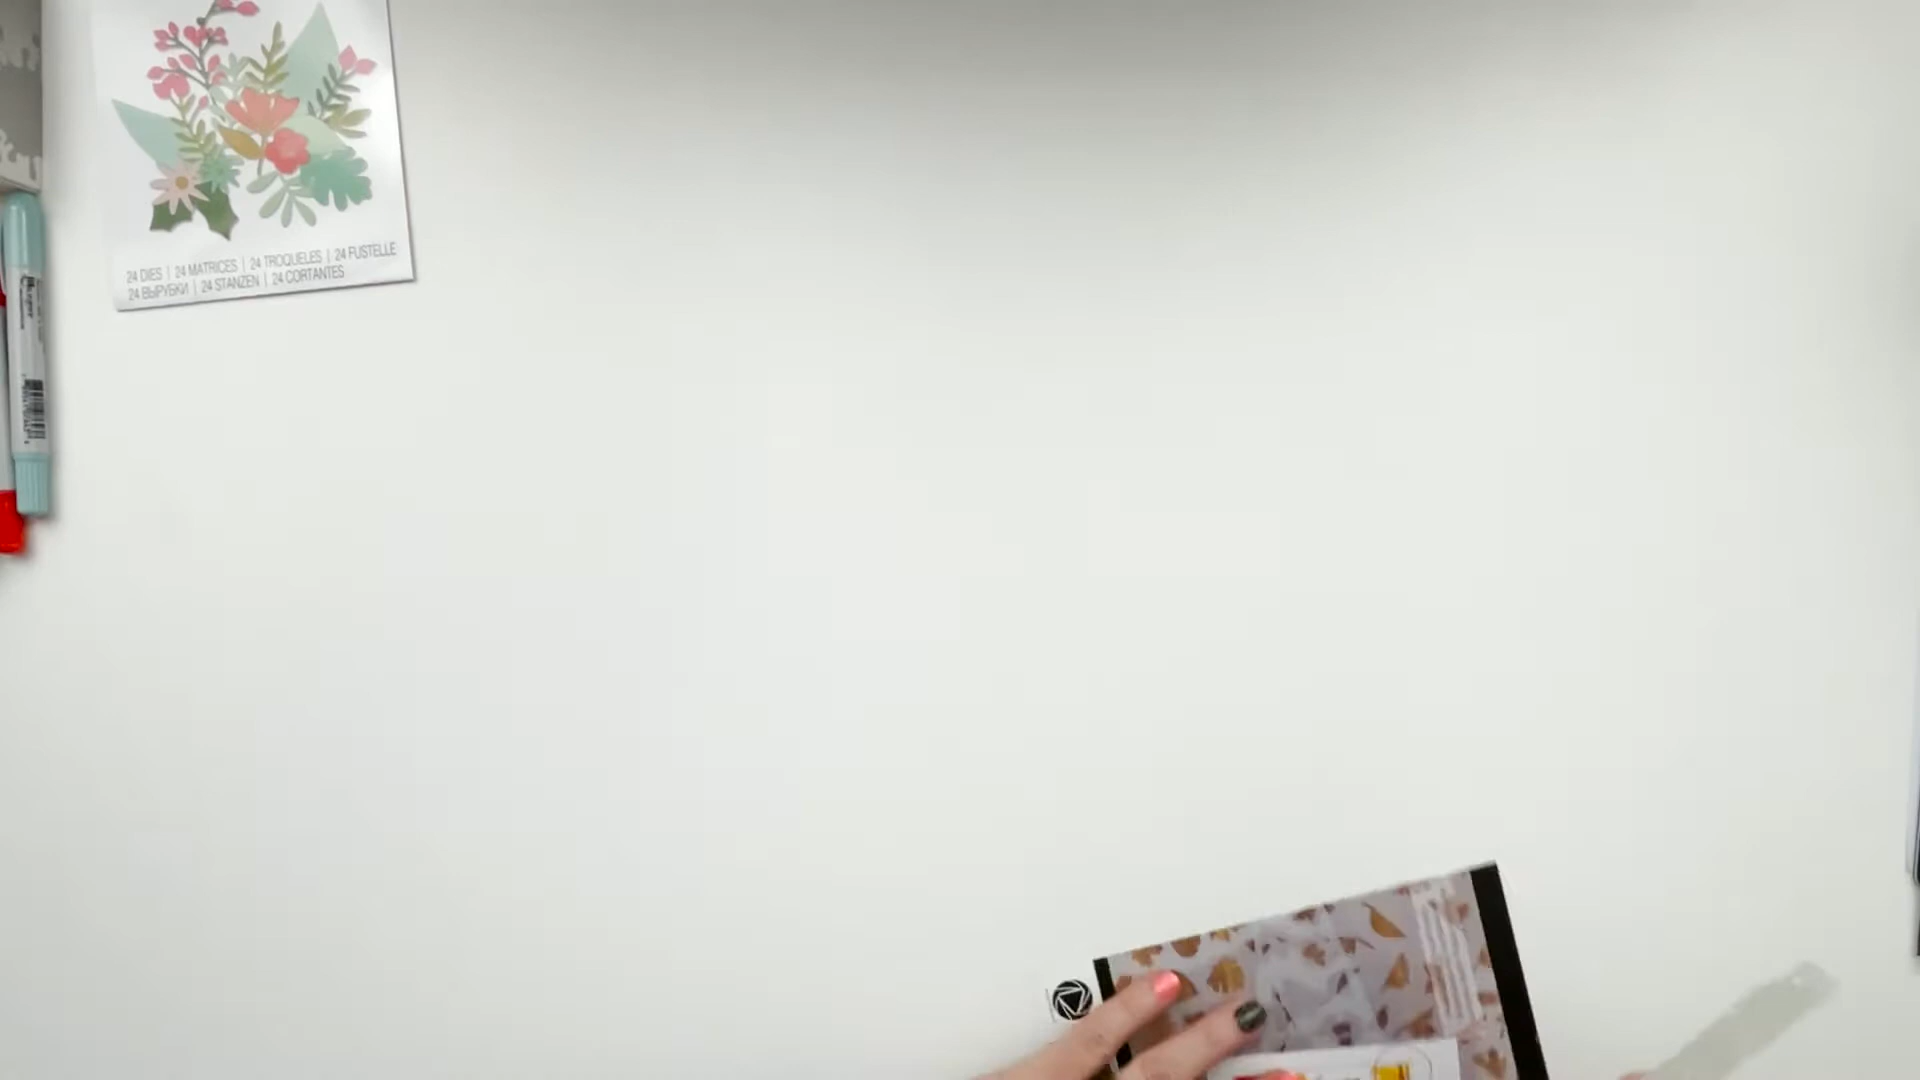 24 DIES | 24 MATRICES | 24 TROQUELES | 24 FUSTELLE
24 ВЫРУБКИ | 24 STANZEN | 24 CORTANTES